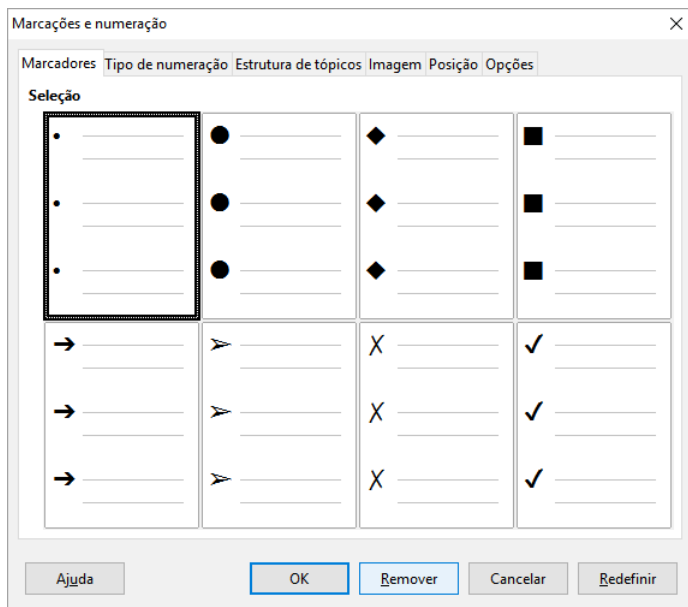 Marcações e numeração
Marcadores Tipo de numeração Estrutura de tópicos Imagem Posição Opções
Seleção
Ajuda OK Remover Cancelar Redefinir